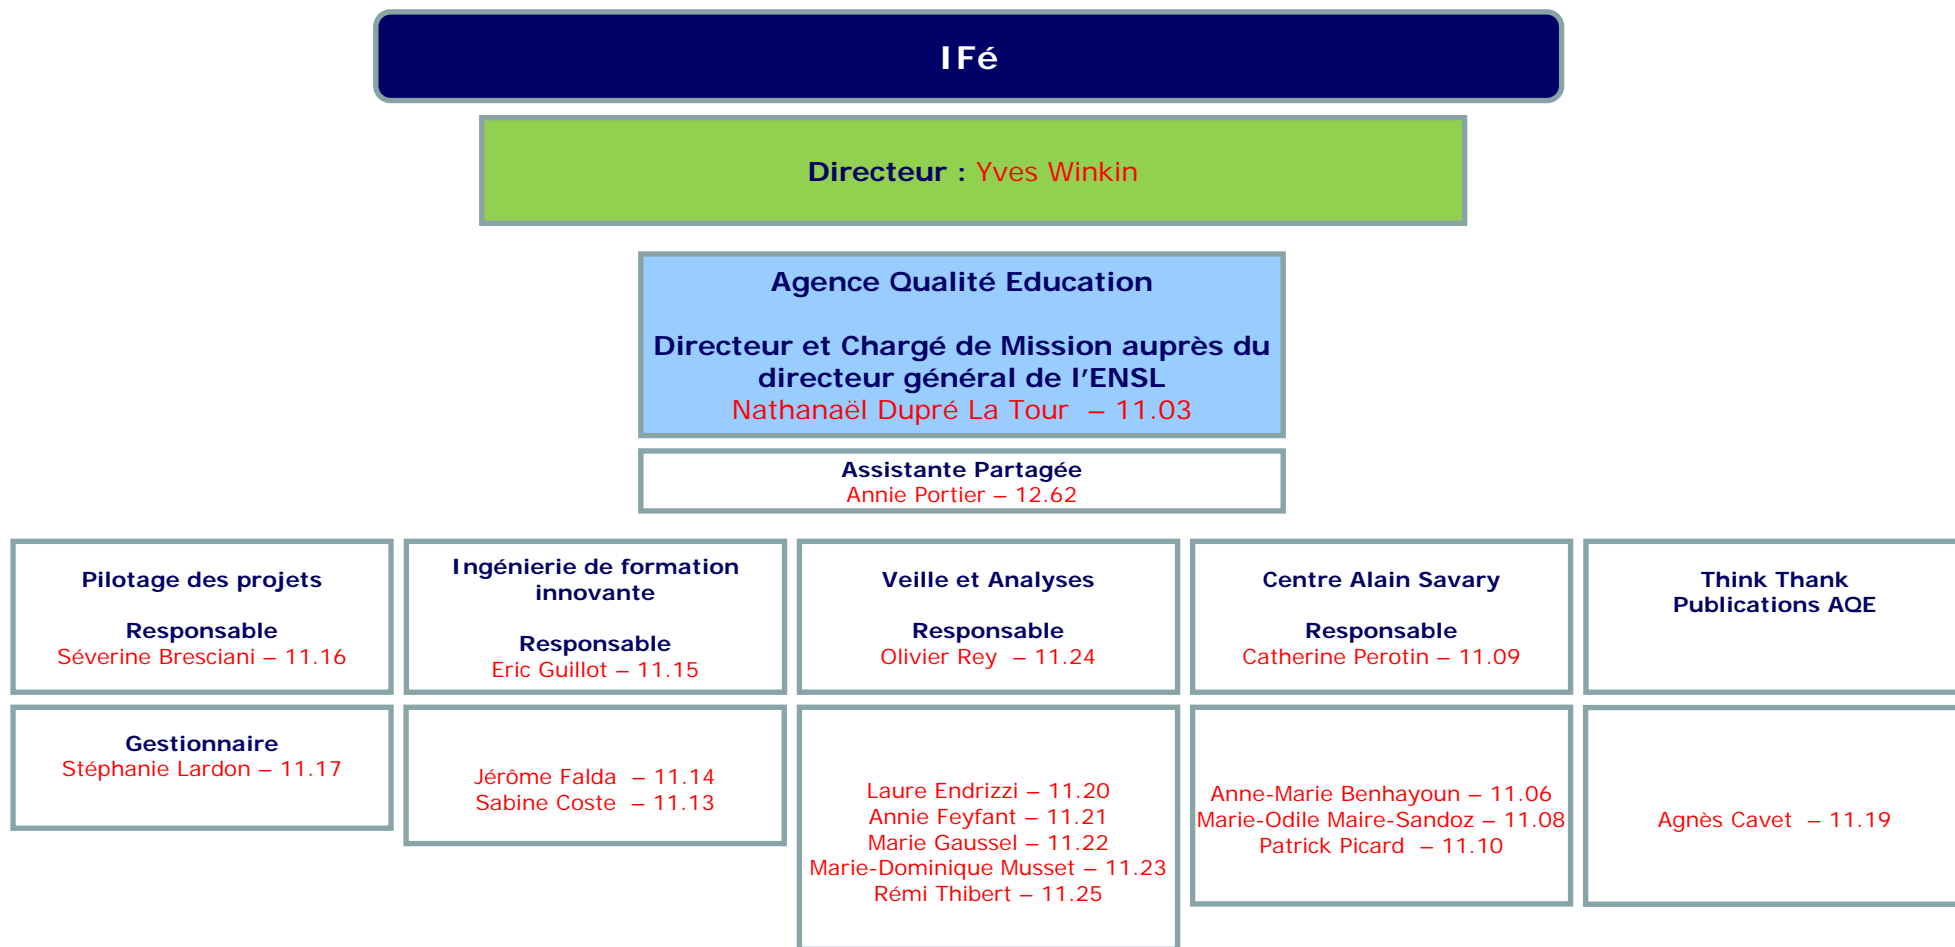 IFé
Directeur : Yves Winkin
Agence Qualité Education
Directeur et Chargé de Mission auprès du
directeur général de l’ENSL
Nathanaël Dupré La Tour – 11.03
Assistante Partagée
Annie Portier – 12.62
Pilotage des projets
Responsable
Séverine Bresciani – 11.16
Gestionnaire
Stéphanie Lardon – 11.17
Ingénierie de formation
innovante
Responsable
Eric Guillot – 11.15
Jérôme Falda – 11.14
Sabine Coste – 11.13
Veille et Analyses
Responsable
Olivier Rey – 11.24
Laure Endrizzi – 11.20
Annie Feyfant – 11.21
Marie Gaussel – 11.22
Marie-Dominique Musset – 11.23
Rémi Thibert – 11.25
Centre Alain Savary
Responsable
Catherine Perotin – 11.09
Anne-Marie Benhayoun – 11.06
Marie-Odile Maire-Sandoz – 11.08
Patrick Picard – 11.10
Think Thank
Publications AQE
Agnès Cavet – 11.19